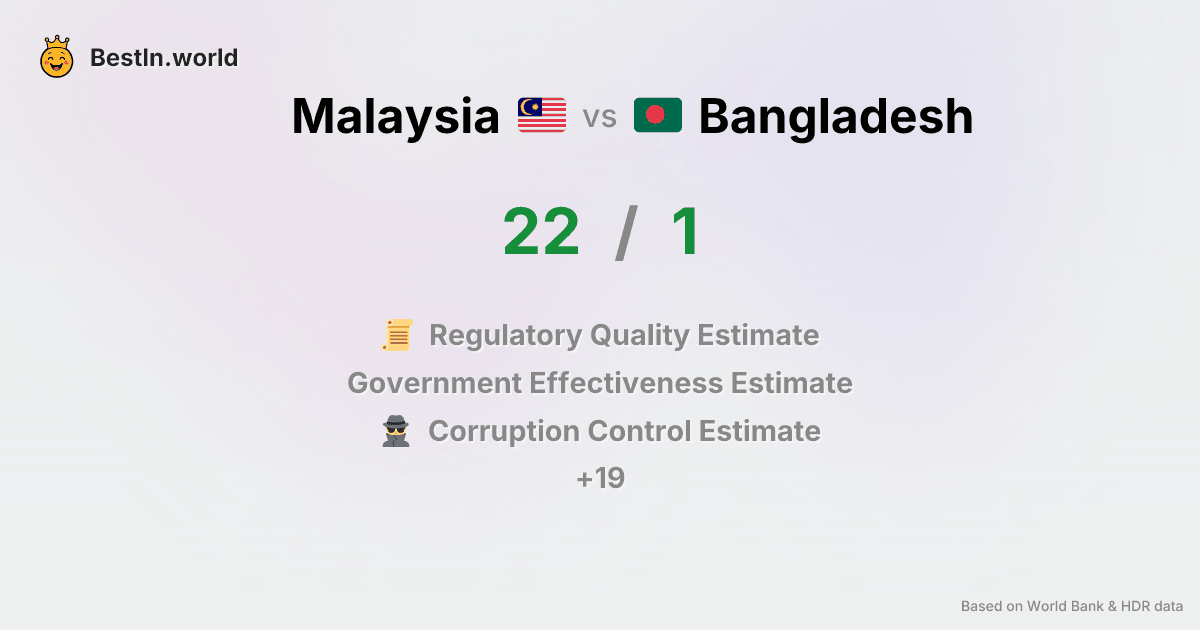 BestIn.world
Malaysia vs Bangladesh
22 / 1
Regulatory Quality Estimate
Government Effectiveness Estimate
Corruption Control Estimate
+19
Based on World Bank & HDR data